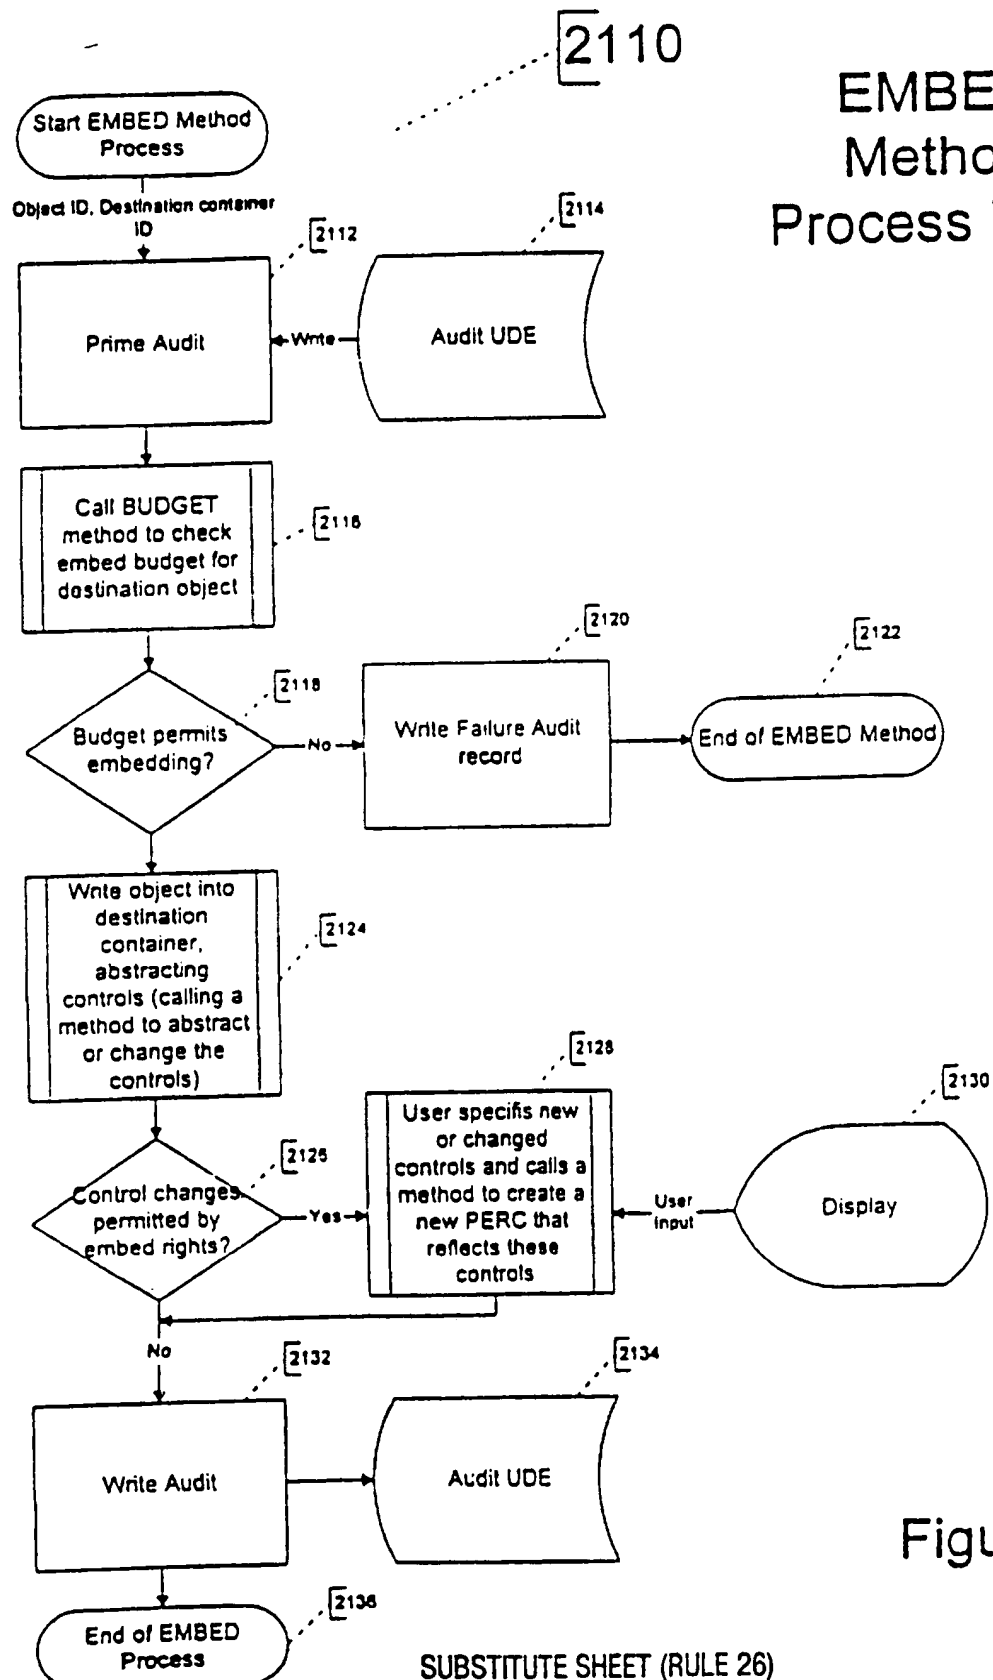 2110
EMBE
Metho
Process
Start EMBED Method
Process
Object ID, Destination container
ID
2112
2114
Prime Audit
Write
Audit UDE
Call BUDGET
method to check
embed budget for
destination object
2116
2118
2120
2122
Budget permits
embedding?
No
Write Failure Audit
record
End of EMBED Method
Write object into
destination
container,
abstracting
controls (calling a
method to abstract
or change the
controls)
2124
2126
2128
2130
Control changes
permitted by
embed rights?
Yes
User specifis new
or changed
controls and calls a
method to create a
new PERC that
reflects these
controls
User
Input
Display
No
2132
2134
Write Audit
Audit UDE
Figu
2136
End of EMBED
Process
SUBSTITUTE SHEET (RULE 26)